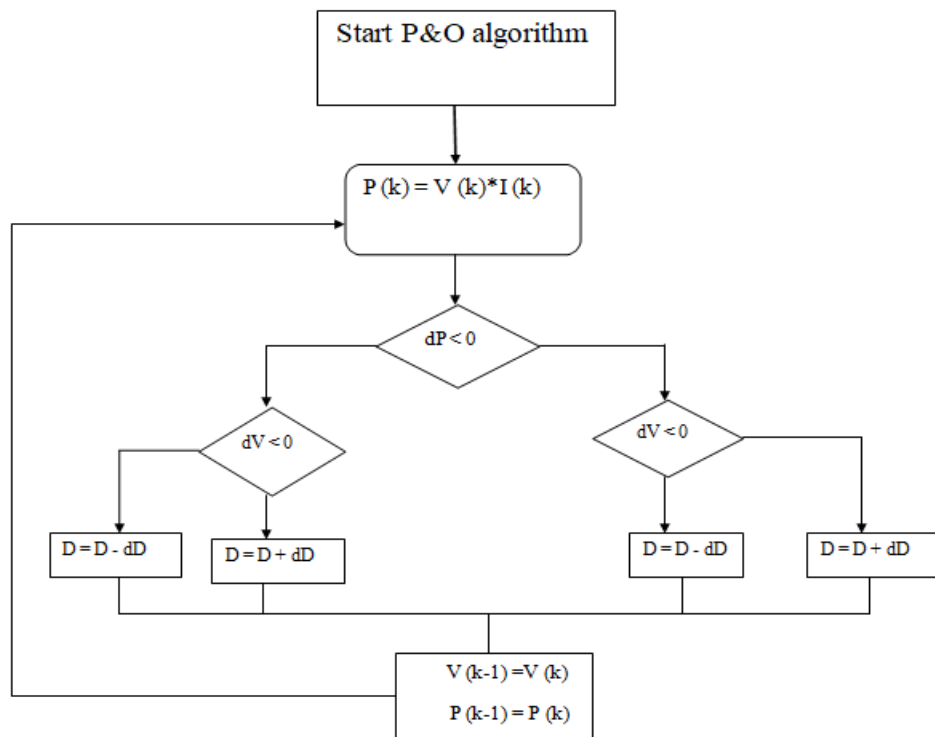 Start P&O algorithm
P (k) = V (k)*I (k)
dP < 0
dV < 0
dV < 0
D = D - dD
D = D + dD
D = D - dD
D = D + dD
V (k-1) =V (k)
P (k-1) = P (k)